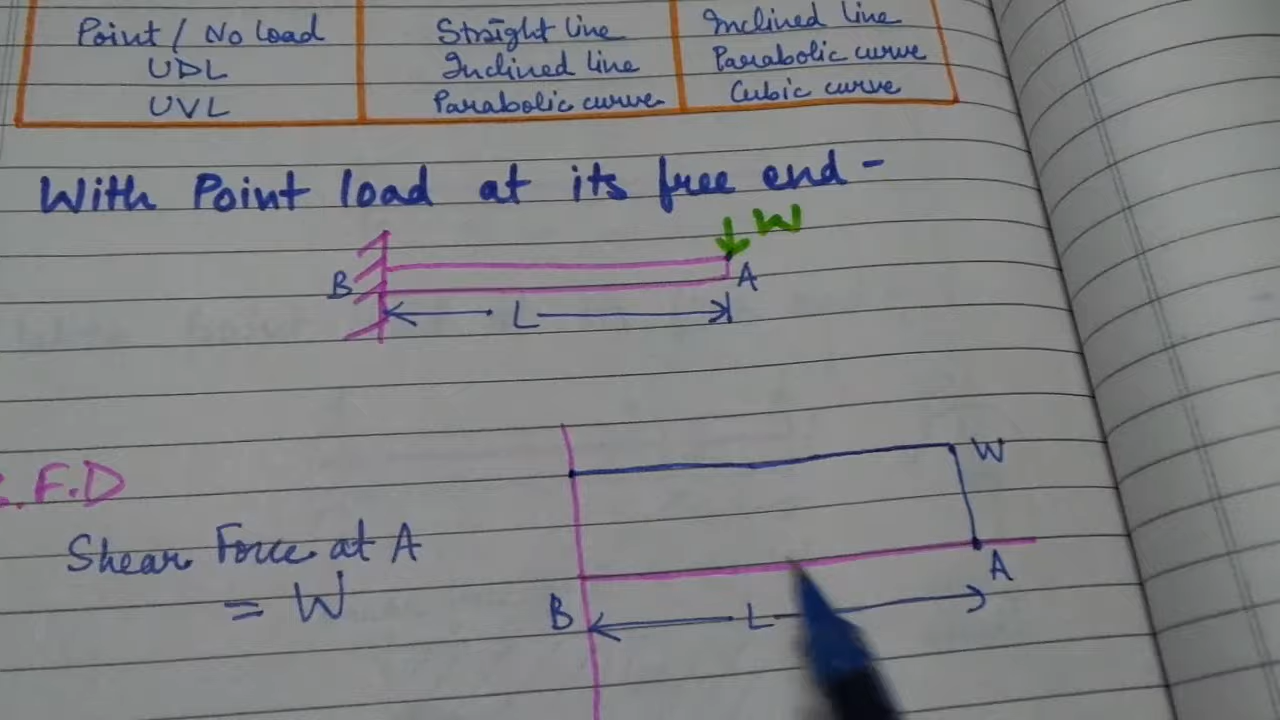 Point / No load Straight line Inclined line
UDL Inclined line Parabolic curve
UVL Parabolic curve Cubic curve
With Point load at its free end -
W
B A
L
S.F.D
W
Shear Force at A
= W
A
B L